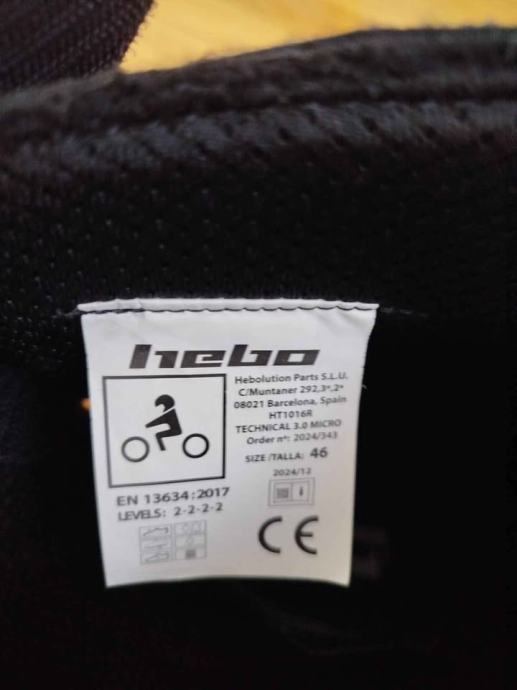 hebo
Hebolution Parts S.L.U.
C/Muntaner 292,3º,2ª
08021 Barcelona, Spain
HT1016R
TECHNICAL 3.0 MICRO
Order nº: 2024/343
SIZE /TALLA: 46
2024/12
EN 13634:2017
LEVELS: 2-2-2-2
CE